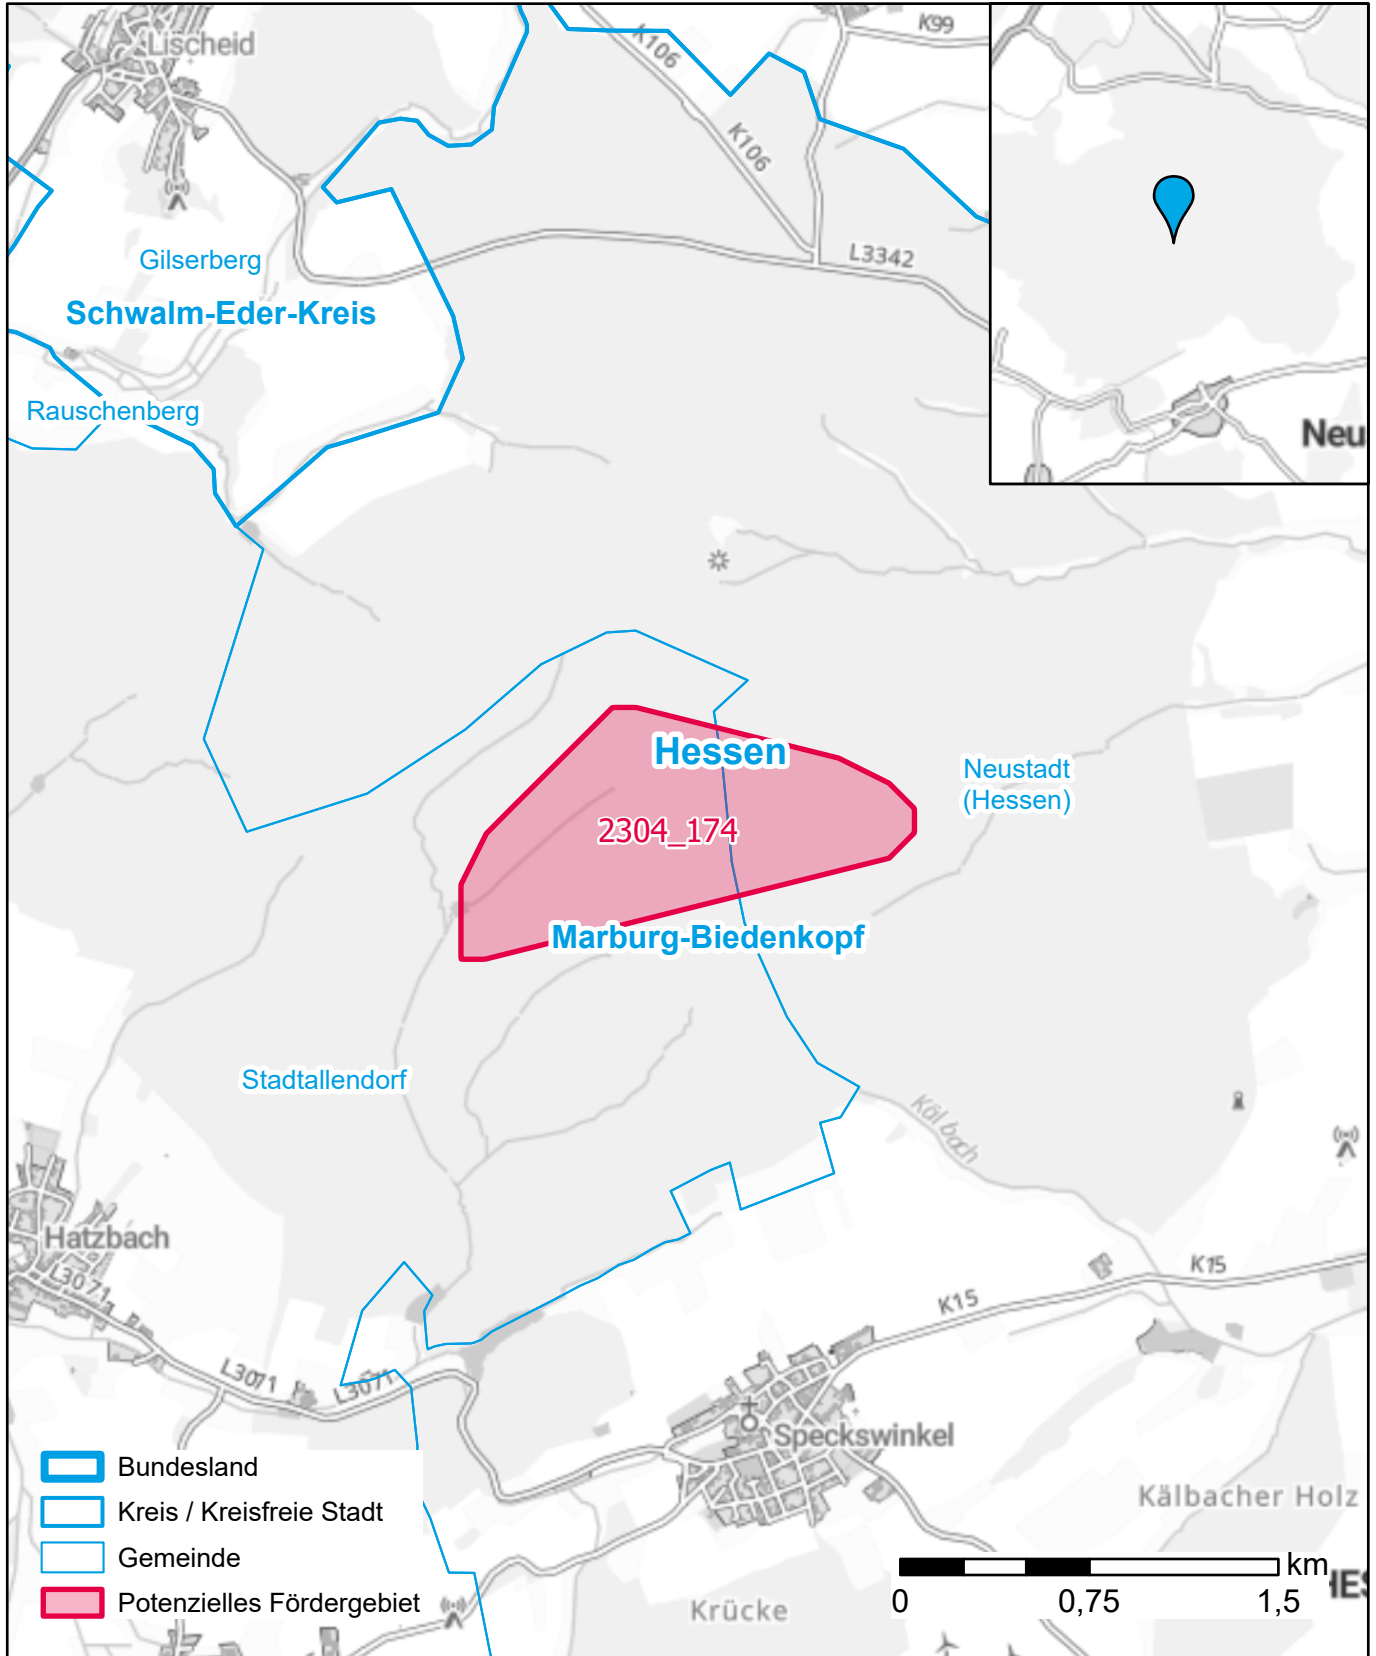 Lischeid
K106
K99
K106
L3342
Gilserberg
Schwalm-Eder-Kreis
Rauschenberg
Neu
Hessen
2304_174
Neustadt
(Hessen)
Marburg-Biedenkopf
Stadtallendorf
Kälbach
Hatzbach
L3071
K15
K15
L3071
L3071
Speckswinkel
Kälbacher Holz
Krücke
Bundesland
Kreis / Kreisfreie Stadt
Gemeinde
Potenzielles Fördergebiet
km
0
0,75
1,5
HES